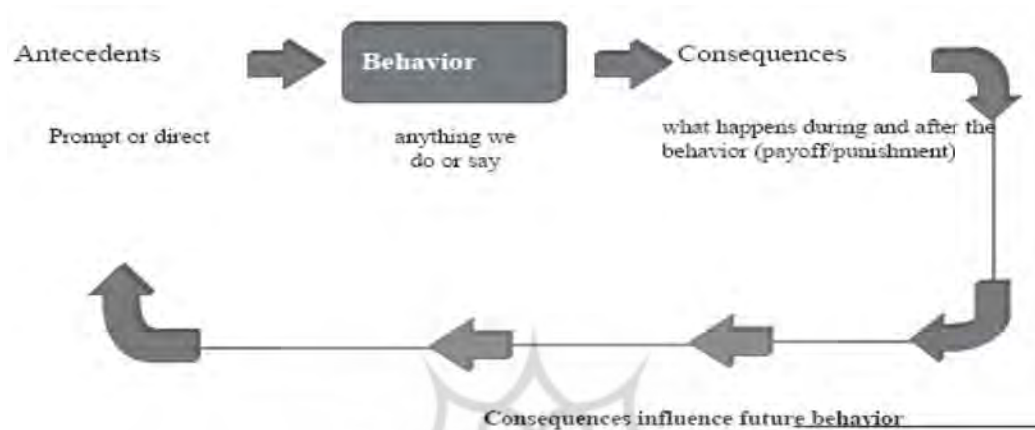 Antecedents
Behavior
Consequences
Prompt or direct
anything we
do or say
what happens during and after the
behavior (payoff/punishment)
Consequences influence future behavior